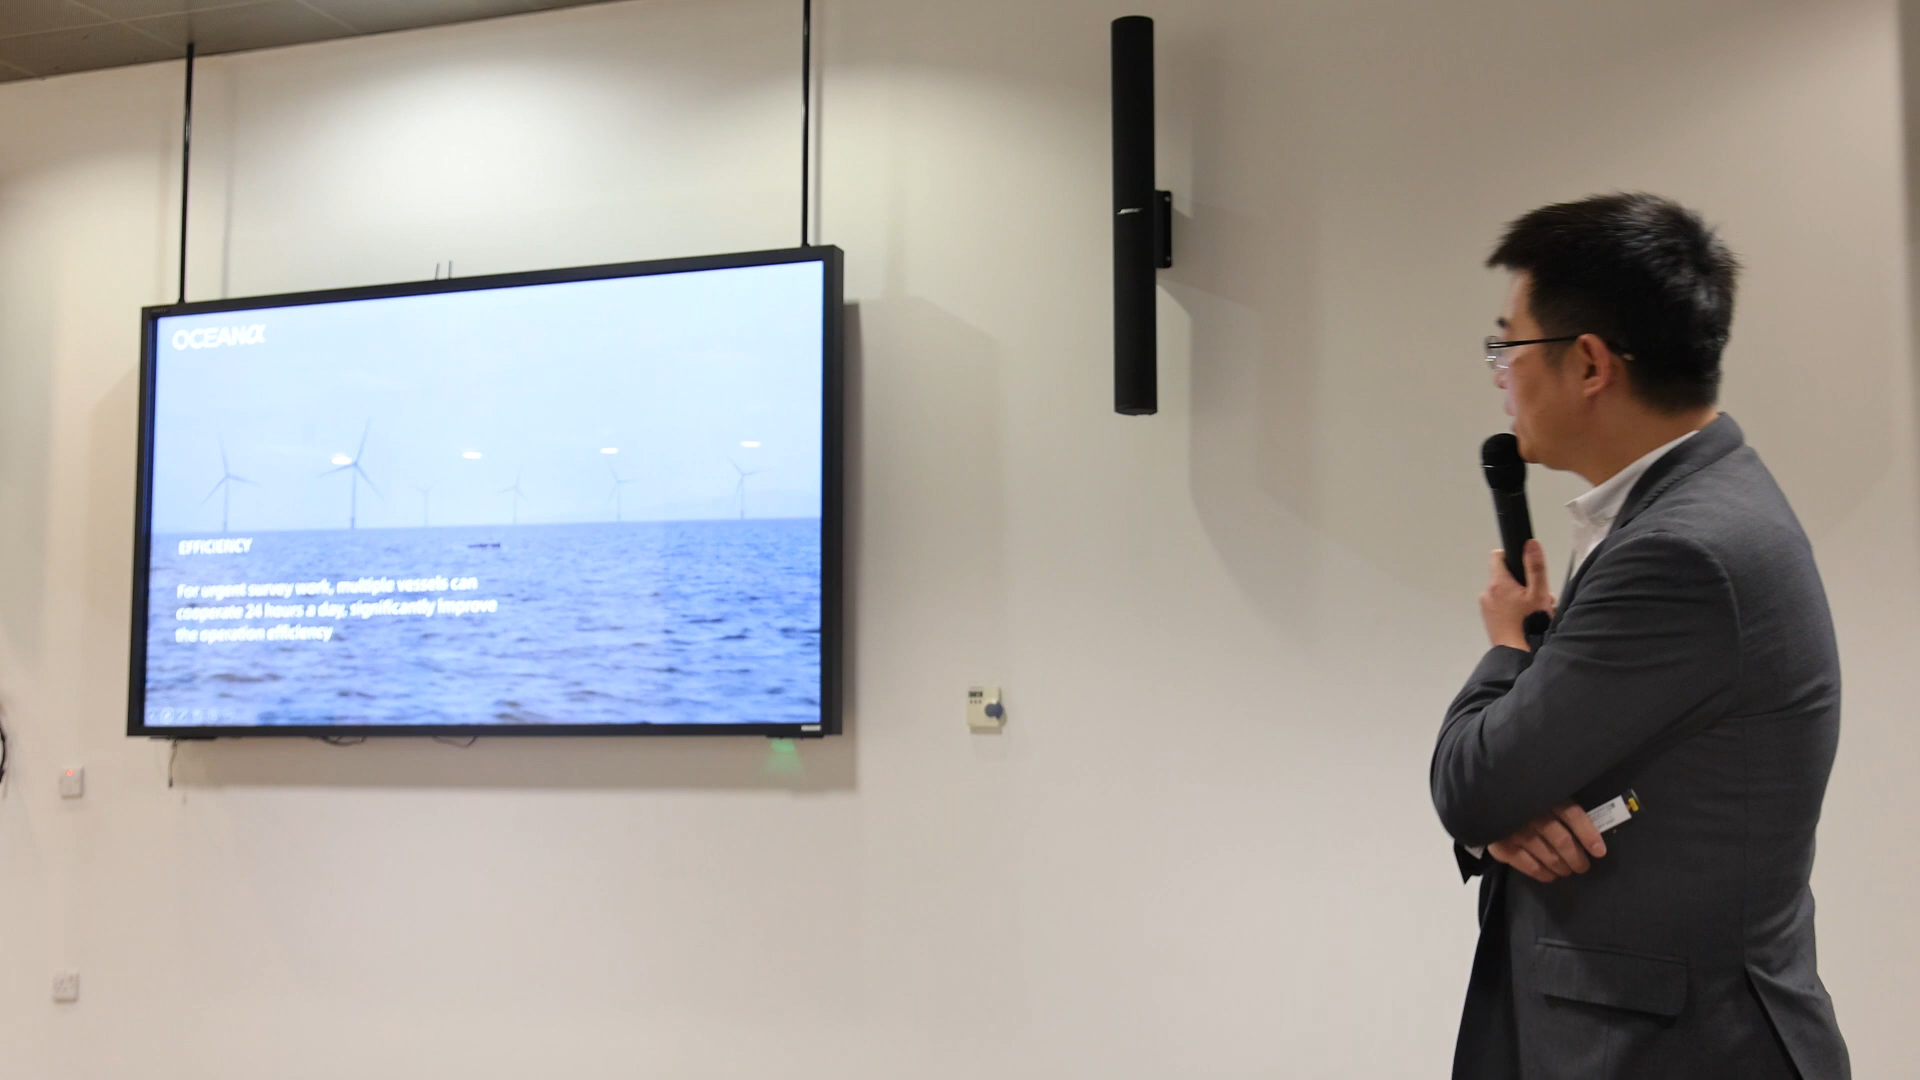 OCEANα
EFFICIENCY
For urgent survey work, multiple vessels can
cooperate 24 hours a day, significantly improve
the operation efficiency